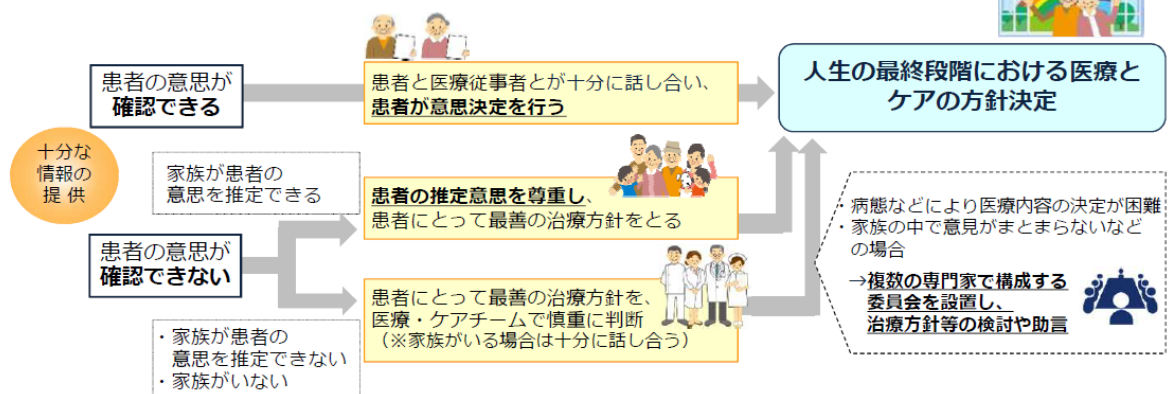 十分な
情報の
提 供
患者の意思が
確認できる
患者と医療従事者とが十分に話し合い、
患者が意思決定を行う
人生の最終段階における医療と
ケアの方針決定
家族が患者の
意思を推定できる
患者の推定意思を尊重し、
患者にとって最善の治療方針をとる
患者の意思が
確認できない
・家族が患者の
意思を推定できない
・家族がいない
患者にとって最善の治療方針を、
医療・ケアチームで慎重に判断
（※家族がいる場合は十分に話し合う）
・病態などにより医療内容の決定が困難
・家族の中で意見がまとまらないなど
の場合
→複数の専門家で構成する
委員会を設置し、
治療方針等の検討や助言